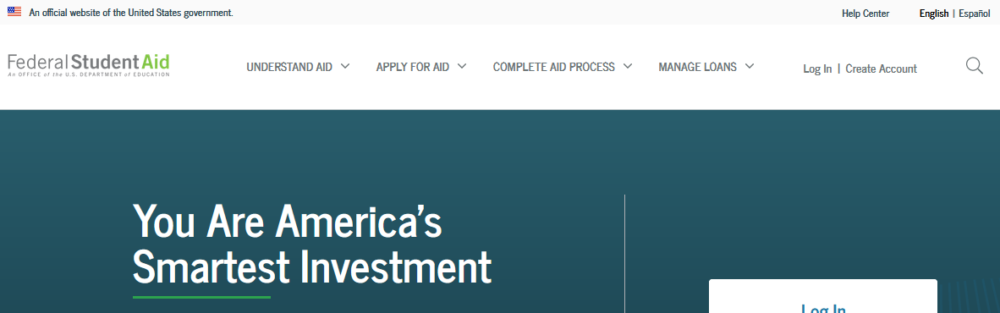 An official website of the United States government.
Help Center
English | Español
Federal Student Aid
An OFFICE of the U.S. DEPARTMENT of EDUCATION
UNDERSTAND AID
APPLY FOR AID
COMPLETE AID PROCESS
MANAGE LOANS
Log In | Create Account
You Are America's
Smartest Investment
Log In